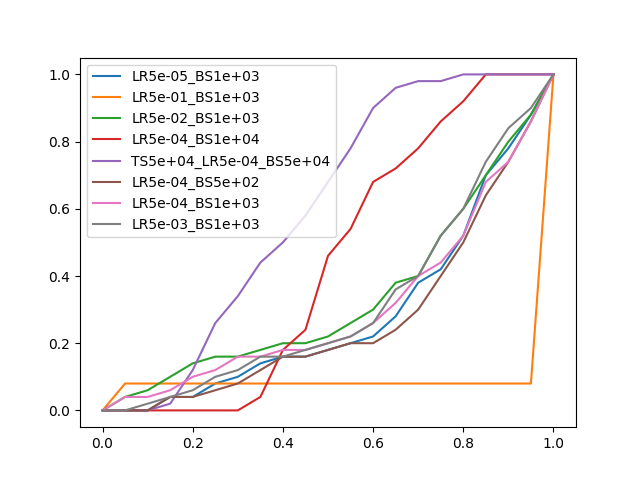 1.0
0.8
0.6
0.4
0.2
0.0
LR5e-05_BS1e+03
LR5e-01_BS1e+03
LR5e-02_BS1e+03
LR5e-04_BS1e+04
TS5e+04_LR5e-04_BS5e+04
LR5e-04_BS5e+02
LR5e-04_BS1e+03
LR5e-03_BS1e+03
0.0 0.2 0.4 0.6 0.8 1.0